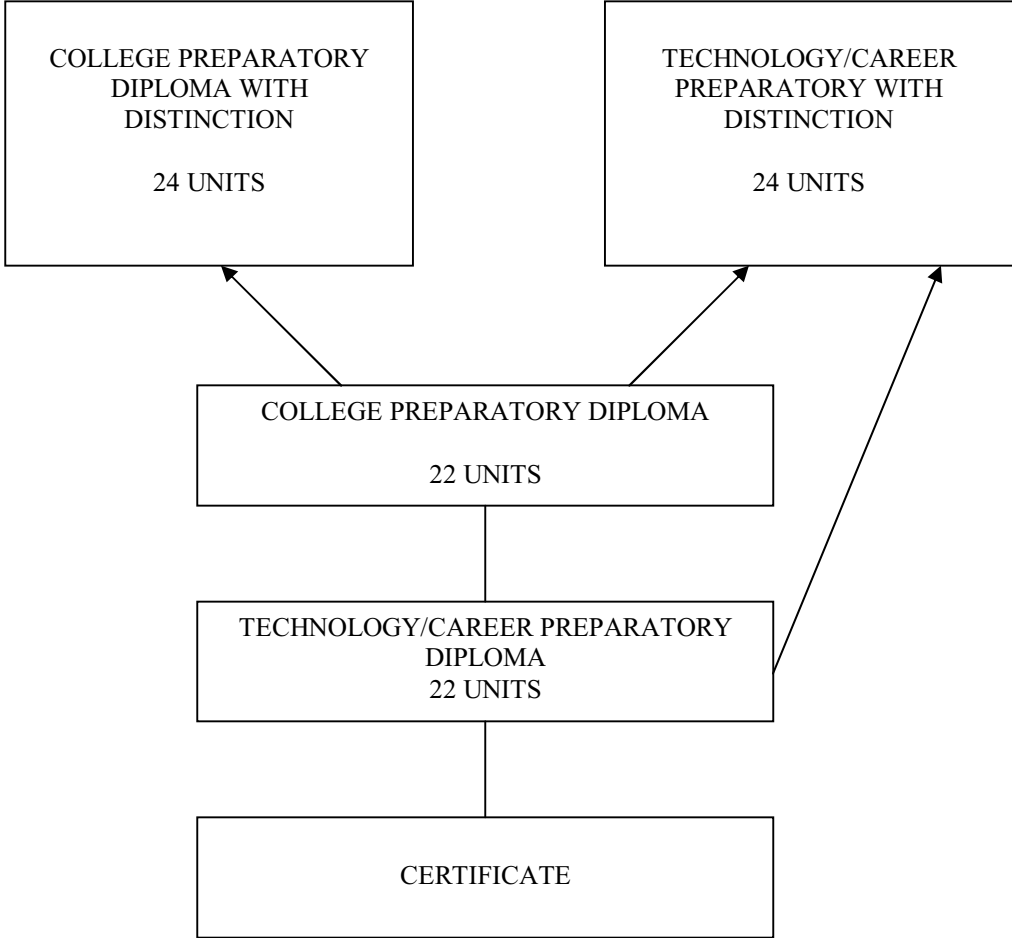 COLLEGE PREPARATORY
DIPLOMA WITH
DISTINCTION
24 UNITS
TECHNOLOGY/CAREER
PREPARATORY WITH
DISTINCTION
24 UNITS
COLLEGE PREPARATORY DIPLOMA
22 UNITS
TECHNOLOGY/CAREER PREPARATORY
DIPLOMA
22 UNITS
CERTIFICATE